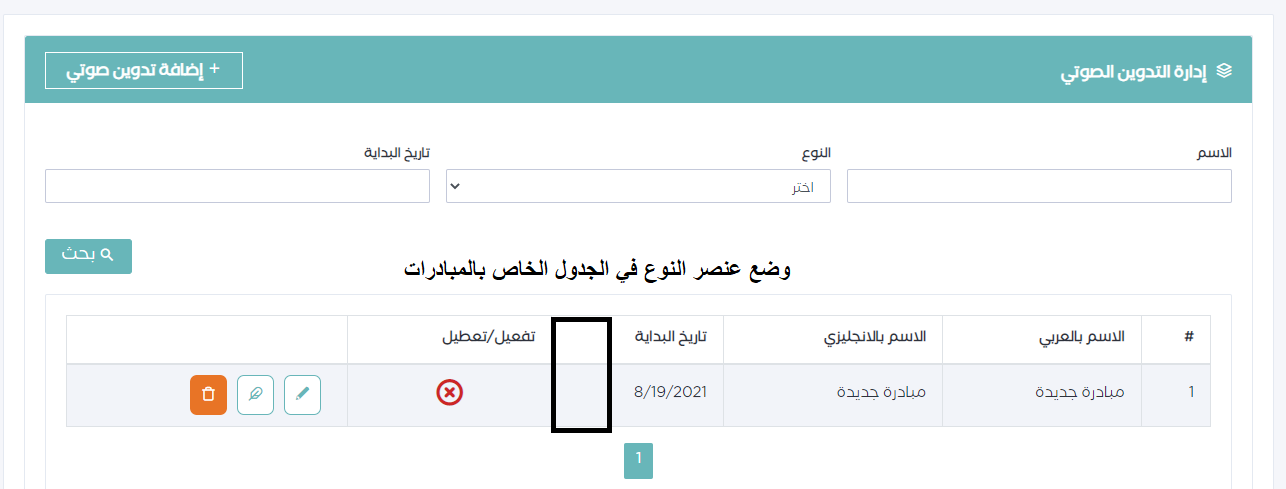 إدارة التدوين الصوتي
+ إضافة تدوين صوتي
الاسم
النوع
تاريخ البداية
اختر
بحث
وضع عنصر النوع في الجدول الخاص بالمبادرات
# الاسم بالعربي الاسم بالانجليزي تاريخ البداية تفعيل/تعطيل
1 مبادرة جديدة مبادرة جديدة 8/19/2021
1